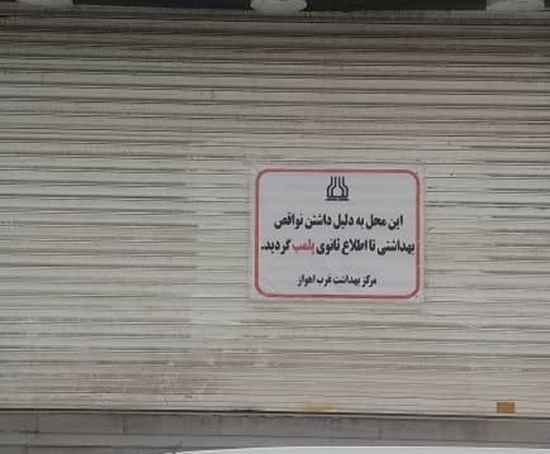 این محل به دلیل داشتن نواقص
بهداشتی تا اطلاع ثانوی پلمپ گردید.
مرکز بهداشت غرب اهواز